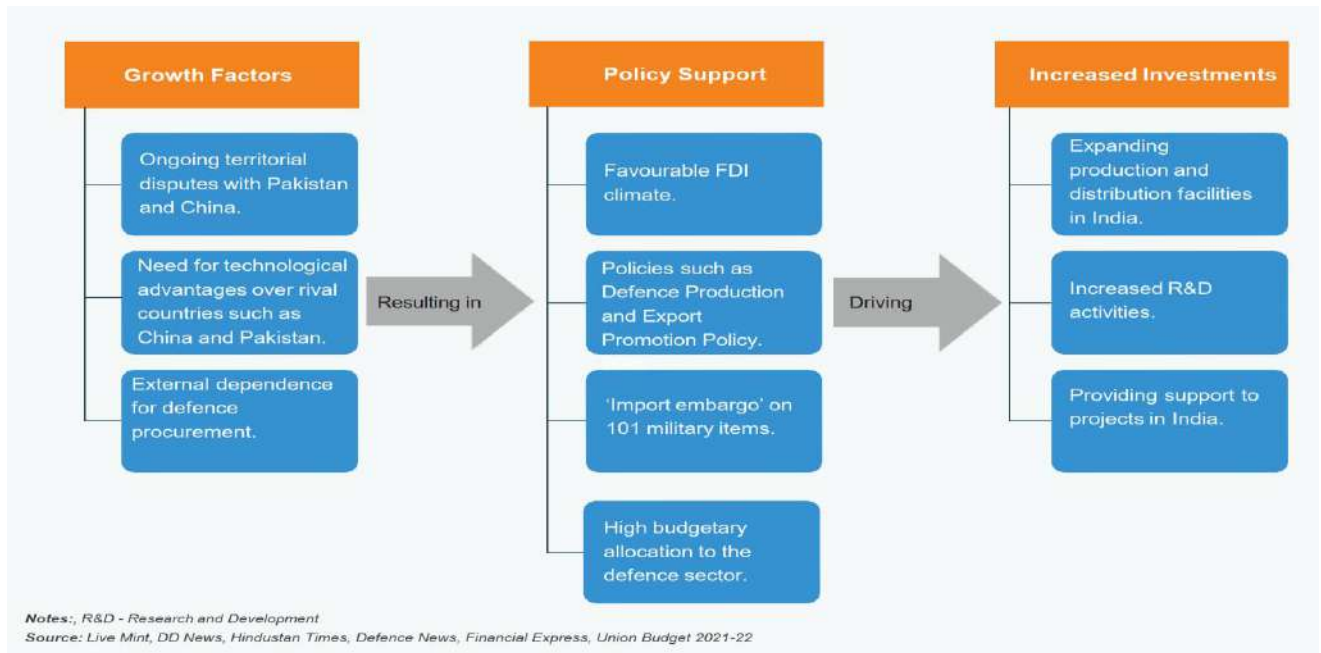 Growth Factors
Ongoing territorial
disputes with Pakistan
and China.
Need for technological
advantages over rival
countries such as
China and Pakistan.
External dependence
for defence
procurement.
Resulting in
Policy Support
Favourable FDI
climate.
Policies such as
Defence Production
and Export
Promotion Policy.
‘Import embargo’ on
101 military items.
High budgetary
allocation to the
defence sector.
Driving
Increased Investments
Expanding
production and
distribution facilities
in India.
Increased R&D
activities.
Providing support to
projects in India.
Notes:, R&D - Research and Development
Source: Live Mint, DD News, Hindustan Times, Defence News, Financial Express, Union Budget 2021-22